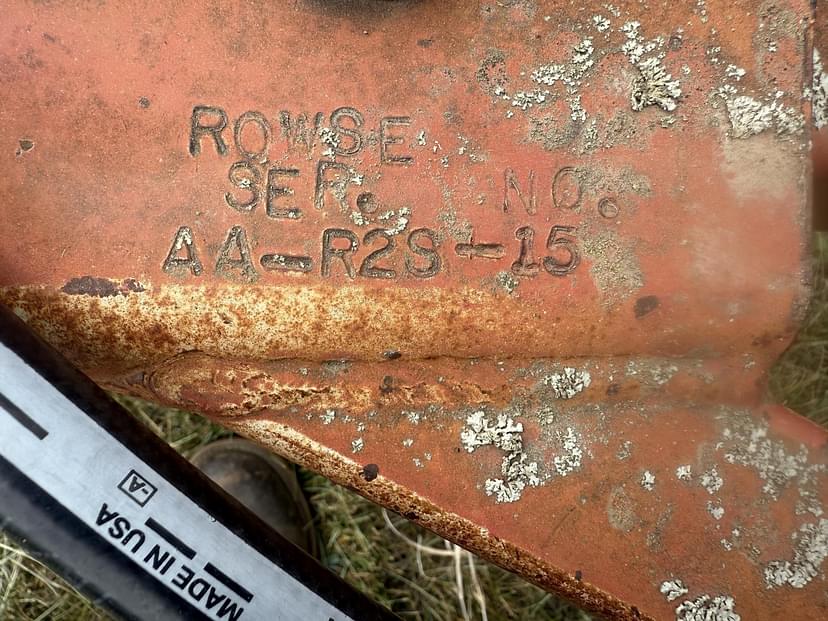 ROWSE
SER. NO.
AA-R2S-15
-A
MADE IN USA